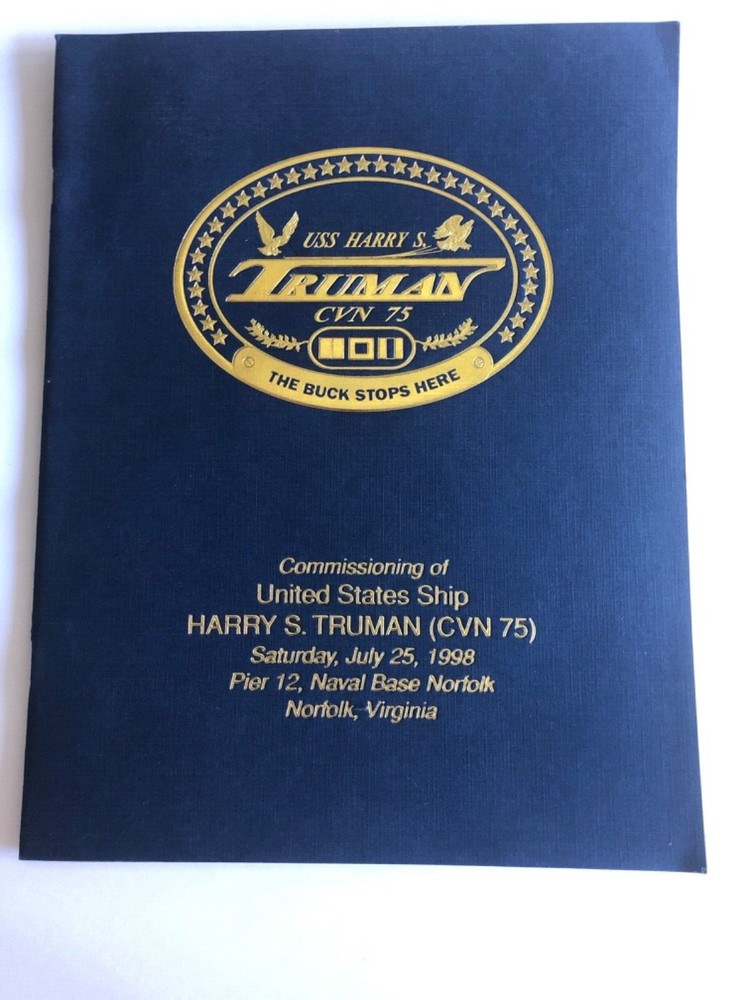 USS HARRY S.
TRUMAN
CVN 75
THE BUCK STOPS HERE
Commissioning of
United States Ship
HARRY S. TRUMAN (CVN 75)
Saturday, July 25, 1998
Pier 12, Naval Base Norfolk
Norfolk, Virginia